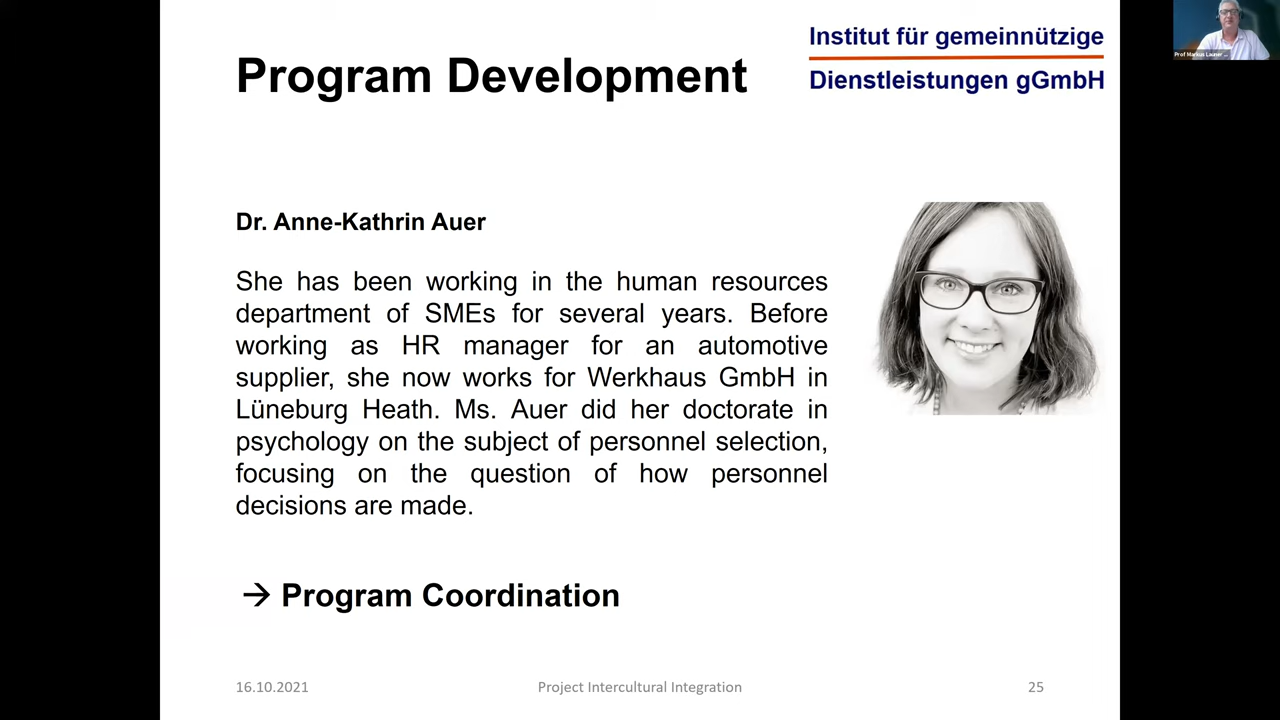 Program Development
Institut für gemeinnützige
Dienstleistungen gGmbH
Prof Markus Launer
Dr. Anne-Kathrin Auer
She has been working in the human resources
department of SMEs for several years. Before
working as HR manager for an automotive
supplier, she now works for Werkhaus GmbH in
Lüneburg Heath. Ms. Auer did her doctorate in
psychology on the subject of personnel selection,
focusing on the question of how personnel
decisions are made.
→ Program Coordination
16.10.2021
Project Intercultural Integration
25